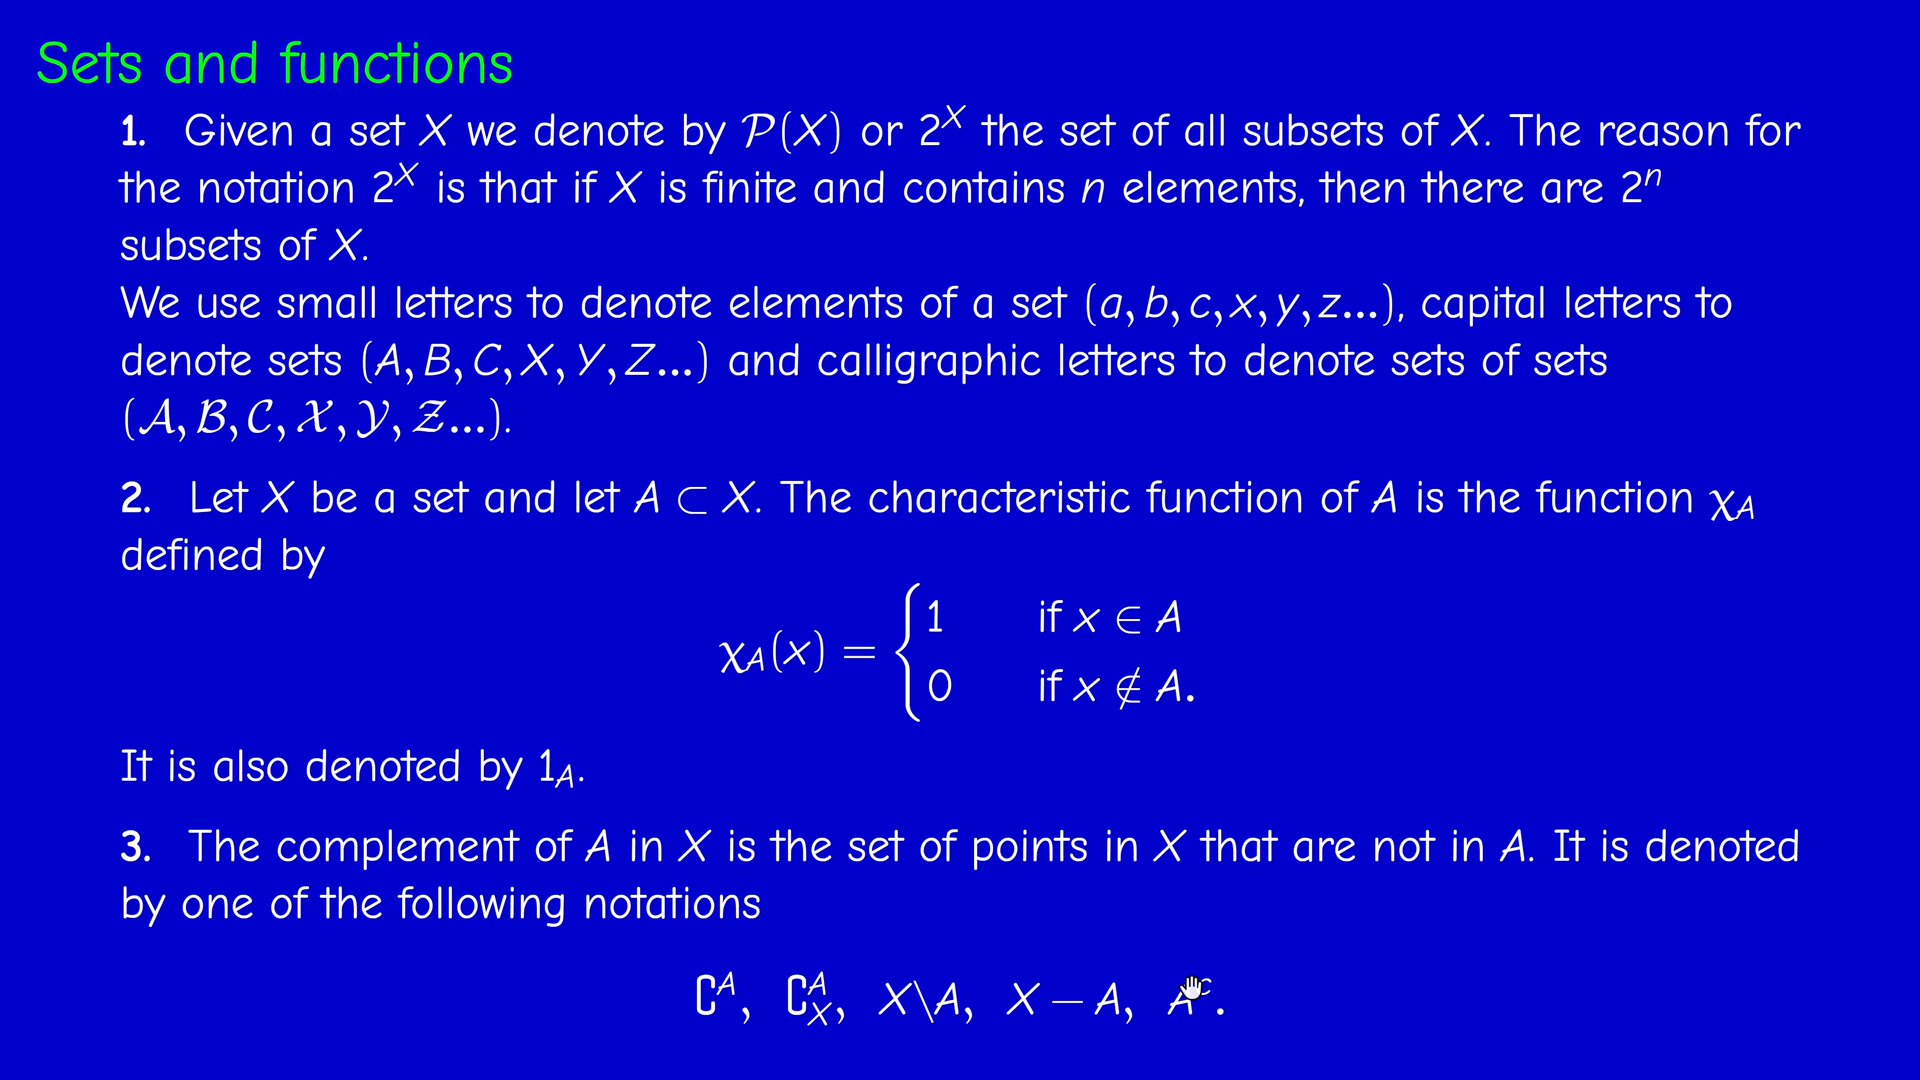 Sets and functions
1. Given a set X we denote by 𝒫(X) or 2^X the set of all subsets of X. The reason for
the notation 2^X is that if X is finite and contains n elements, then there are 2^n
subsets of X.
We use small letters to denote elements of a set (a, b, c, x, y, z...), capital letters to
denote sets (A, B, C, X, Y, Z...) and calligraphic letters to denote sets of sets
(𝒜, ℬ, 𝒞, 𝒳, 𝒴, 𝒵...).
2. Let X be a set and let A ⊂ X. The characteristic function of A is the function χ_A
defined by
χ_A(x) = { 1 if x ∈ A
0 if x ∉ A.
It is also denoted by 1_A.
3. The complement of A in X is the set of points in X that are not in A. It is denoted
by one of the following notations
∁^A, ∁_X^A, X\A, X − A, A^c.